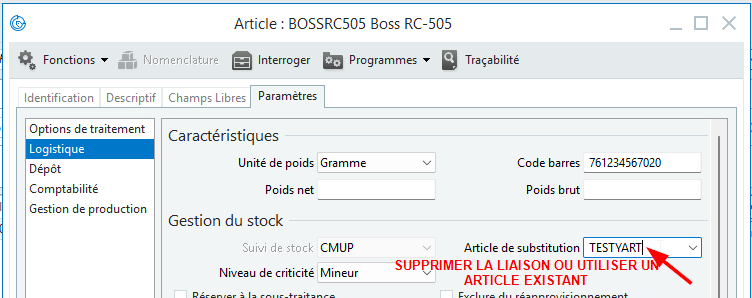 Article : BOSSRC505 Boss RC-505
Fonctions Nomenclature Interroger Programmes Traçabilité
Identification Descriptif Champs Libres Paramètres
Options de traitement
Logistique
Dépôt
Comptabilité
Gestion de production
Caractéristiques
Unité de poids Gramme Code barres 761234567020
Poids net Poids brut
Gestion du stock
Suivi de stock CMUP Article de substitution TESTYART
Niveau de criticité Mineur
SUPPRIMER LA LIAISON OU UTILISER UN
ARTICLE EXISTANT
Réserver à la sous-traitance Exclure du réapprovisionnement